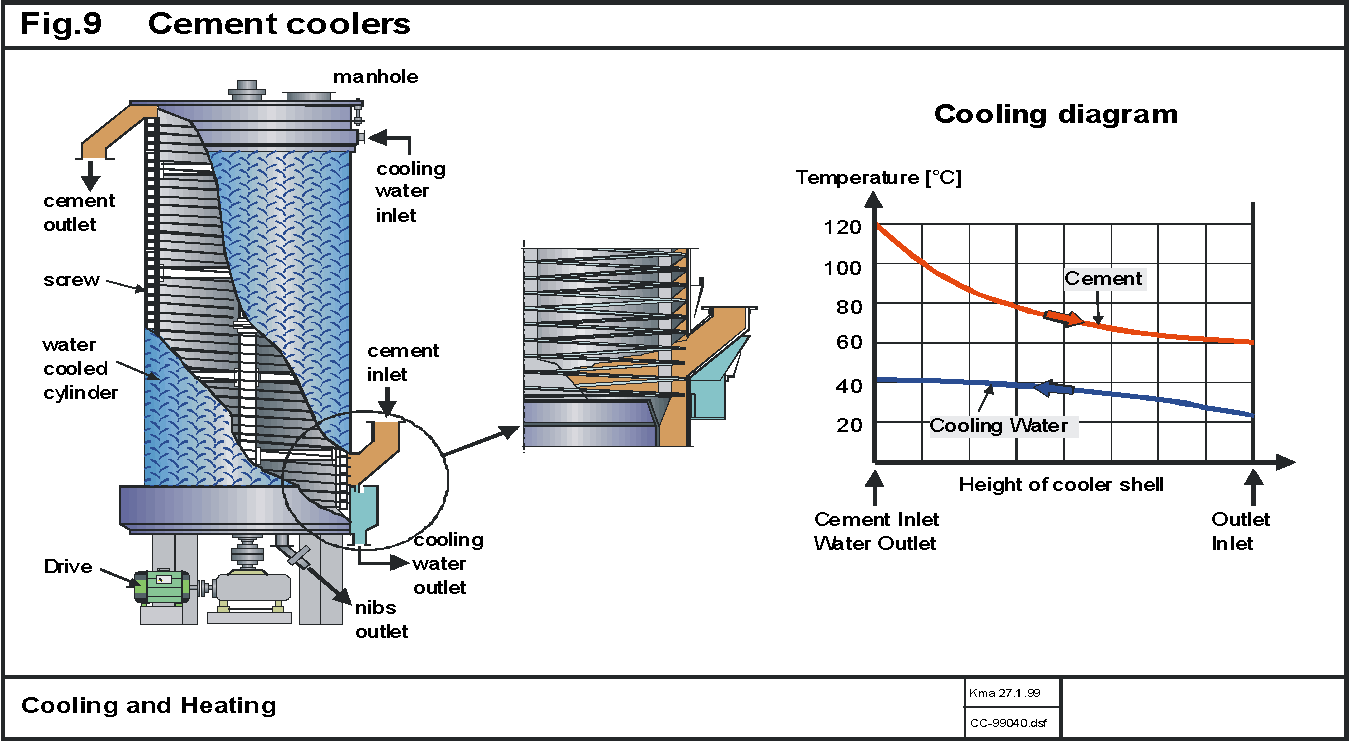 Fig.9 Cement coolers
manhole
cooling
water
inlet
cement
outlet
screw
water
cooled
cylinder
cement
inlet
Drive
cooling
water
outlet
nibs
outlet
Cooling diagram
Temperature [°C]
120
100
80
60
40
20
Cement
Cooling Water
Height of cooler shell
Cement Inlet
Water Outlet
Outlet
Inlet
Cooling and Heating
Kma 27.1.99
CC-99040.dsf